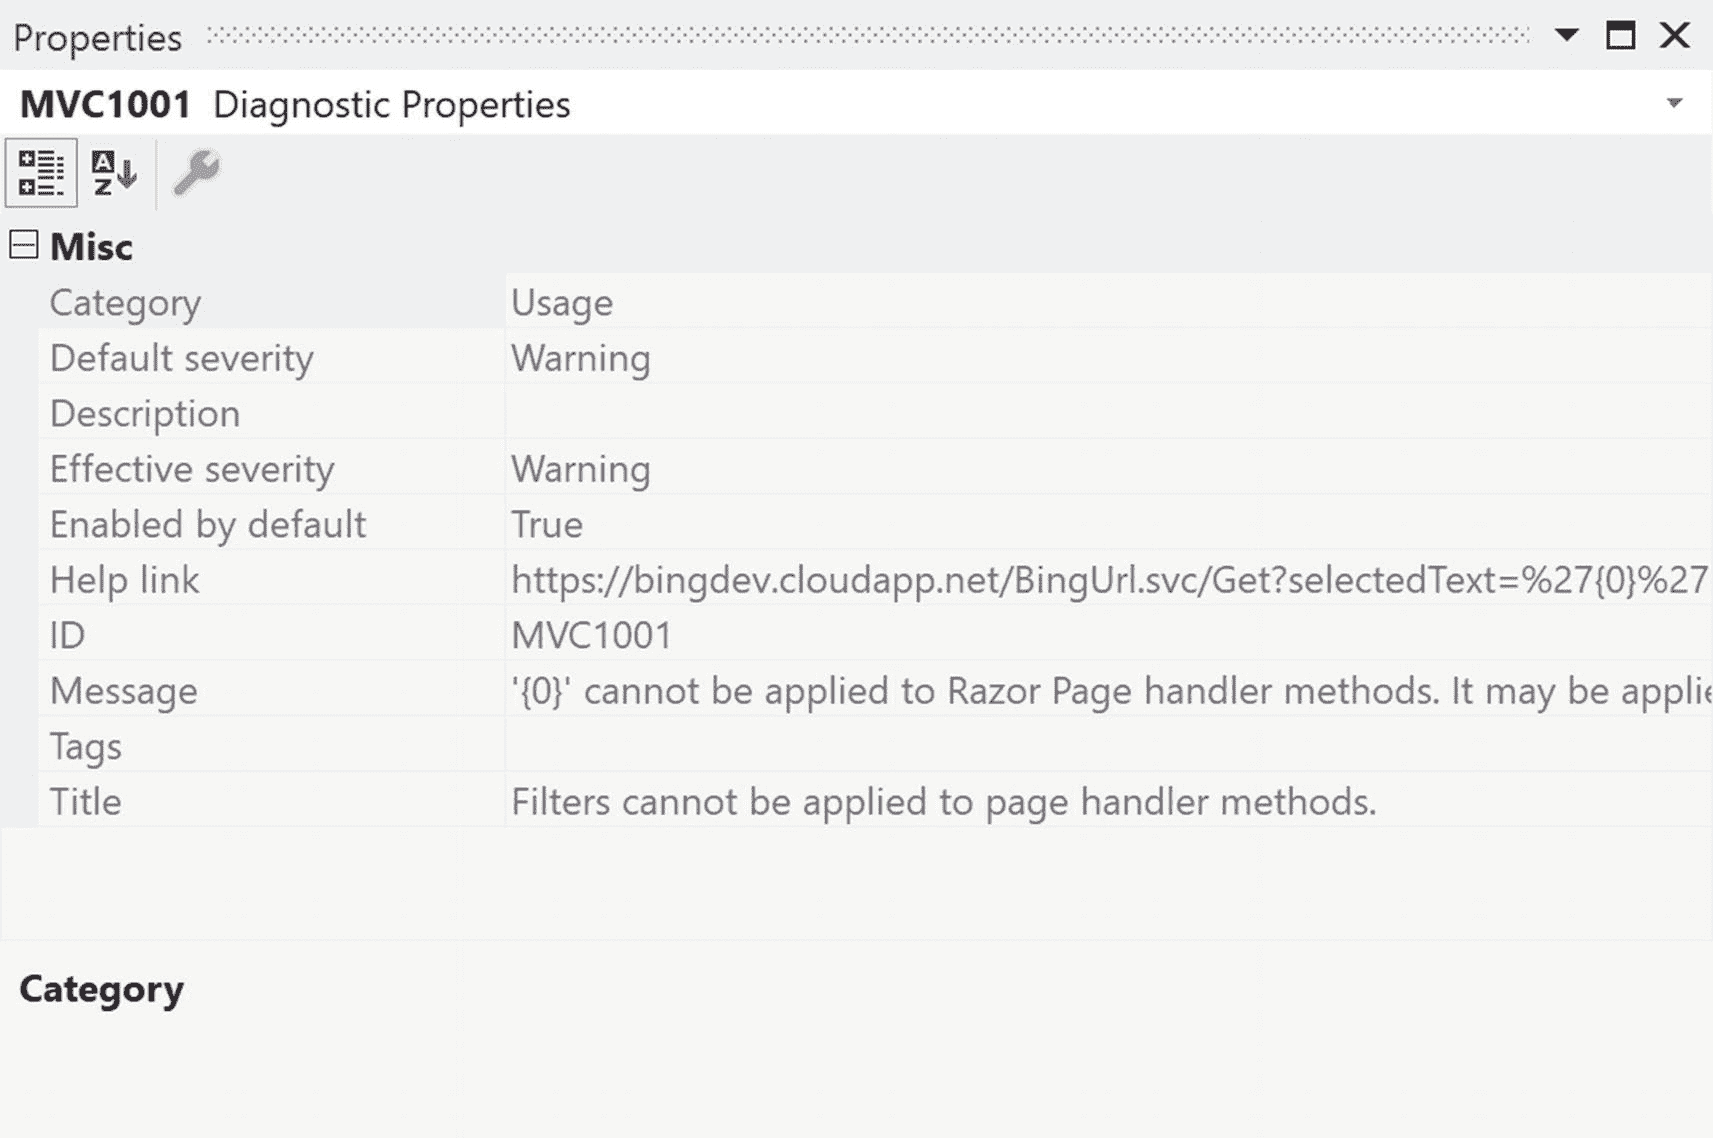 Properties
MVC1001 Diagnostic Properties
Misc
Category Usage
Default severity Warning
Description
Effective severity Warning
Enabled by default True
Help link https://bingdev.cloudapp.net/BingUrl.svc/Get?selectedText=%27{0}%27
ID MVC1001
Message '{0}' cannot be applied to Razor Page handler methods. It may be applie
Tags
Title Filters cannot be applied to page handler methods.
Category